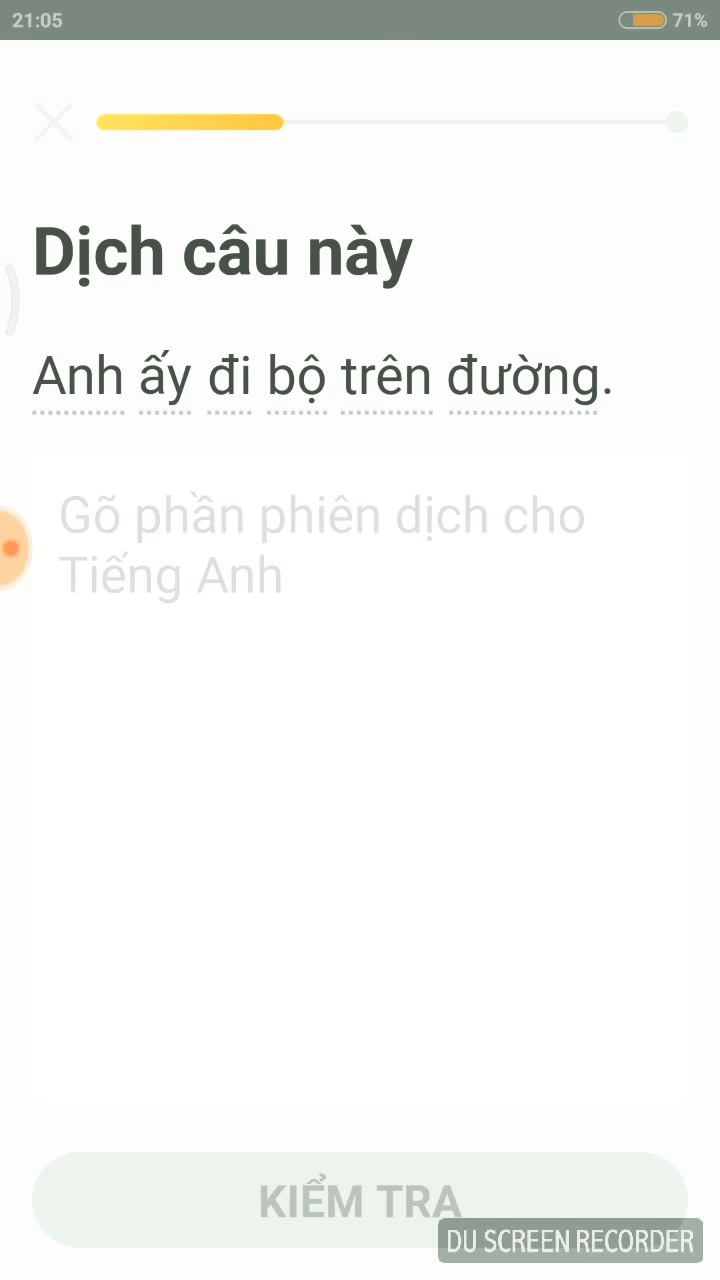 21:05
71%
Dịch câu này
Anh ấy đi bộ trên đường.
Gõ phần phiên dịch cho
Tiếng Anh
KIỂM TRA
DU SCREEN RECORDER